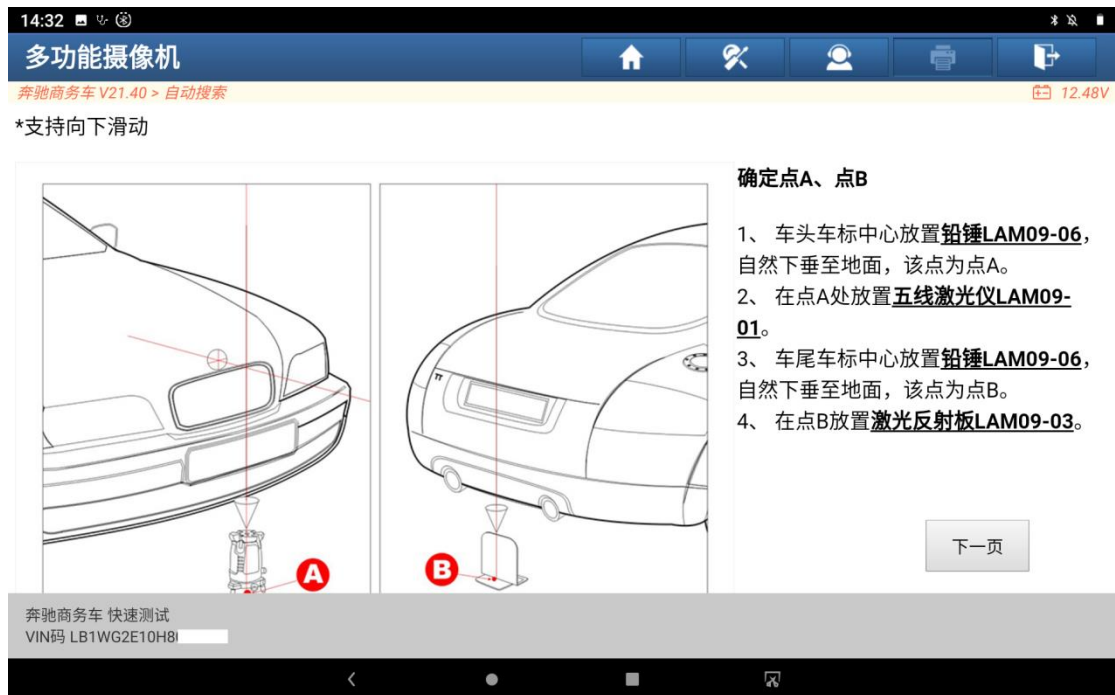 14:32
多功能摄像机
奔驰商务车 V21.40 > 自动搜索
12.48V
*支持向下滑动
TT
A
B
确定点A、点B
1、 车头车标中心放置铅锤LAM09-06,
自然下垂至地面，该点为点A。
2、 在点A处放置五线激光仪LAM09-
01。
3、 车尾车标中心放置铅锤LAM09-06,
自然下垂至地面，该点为点B。
4、 在点B放置激光反射板LAM09-03。
下一页
奔驰商务车 快速测试
VIN码 LB1WG2E10H8